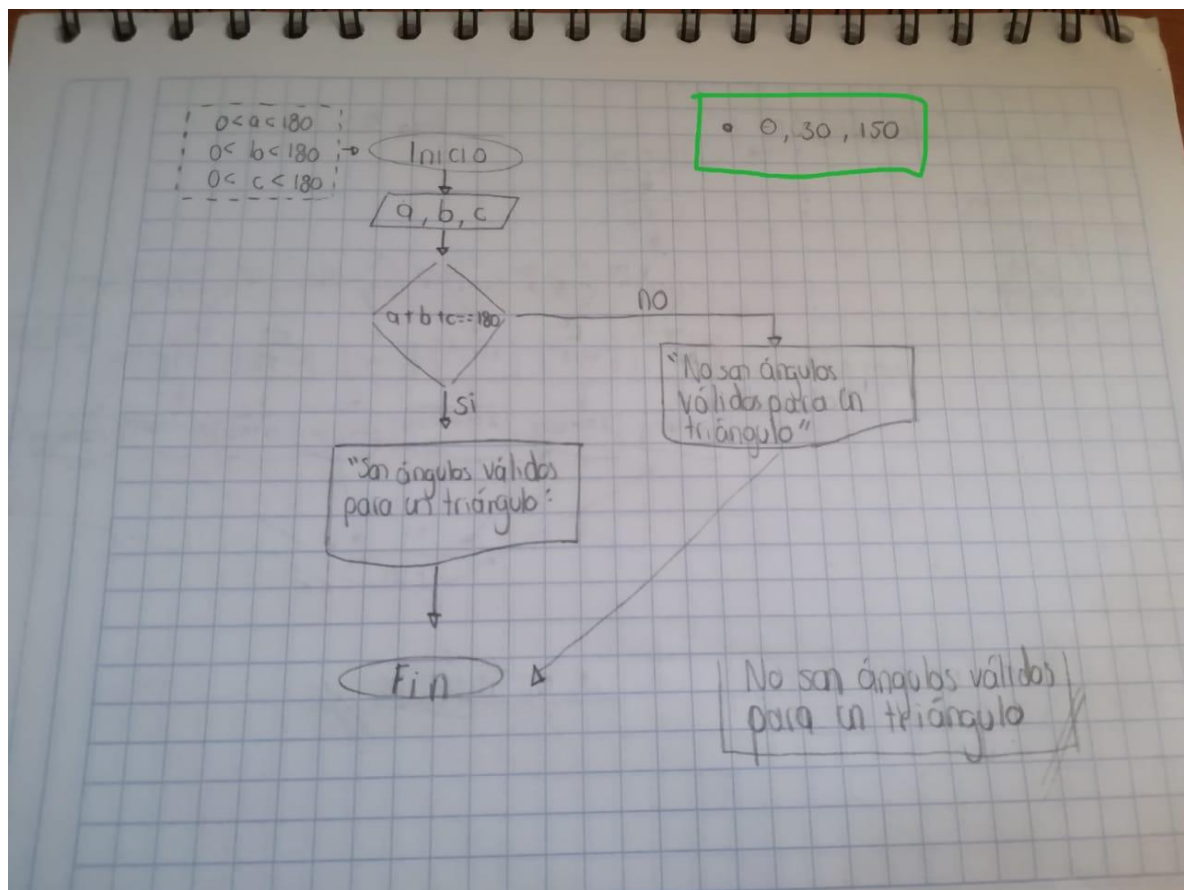 0<a<180
0< b<180
0< c<180
Inicio
a, b, c
a+b+c==180
no
si
"No son ángulos
válidos para un
triángulo"
"Son ángulos válidos
para un triángulo"
Fin
• 0, 30, 150
No son ángulos válidos
para un triángulo